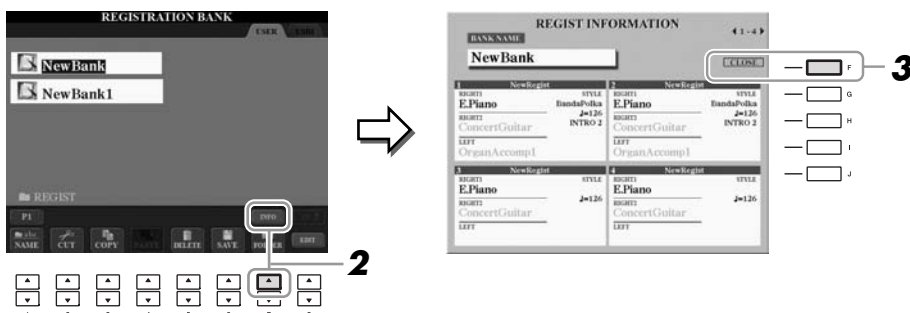 REGISTRATION BANK
USER
NewBank
NewBank1
REGIST
P1
INFO
NAME
CUT
COPY
PASTE
DELETE
SAVE
FOLDER
EDIT
2
REGIST INFORMATION
BANK NAME
1-4
NewBank
CLOSE
1 NewRegist
RIGHT1 STYLE
E.Piano BandaPolka
RIGHT2 ♩=126
ConcertGuitar INTRO 2
LEFT
OrganAccomp1
2 NewRegist
RIGHT1 STYLE
E.Piano BandaPolka
RIGHT2 ♩=126
ConcertGuitar INTRO 2
LEFT
OrganAccomp1
3 NewRegist
RIGHT1 STYLE
E.Piano
RIGHT2 ♩=126
ConcertGuitar
LEFT
4 NewRegist
RIGHT1 STYLE
E.Piano
RIGHT2 ♩=126
ConcertGuitar
LEFT
F
G
H
I
J
3